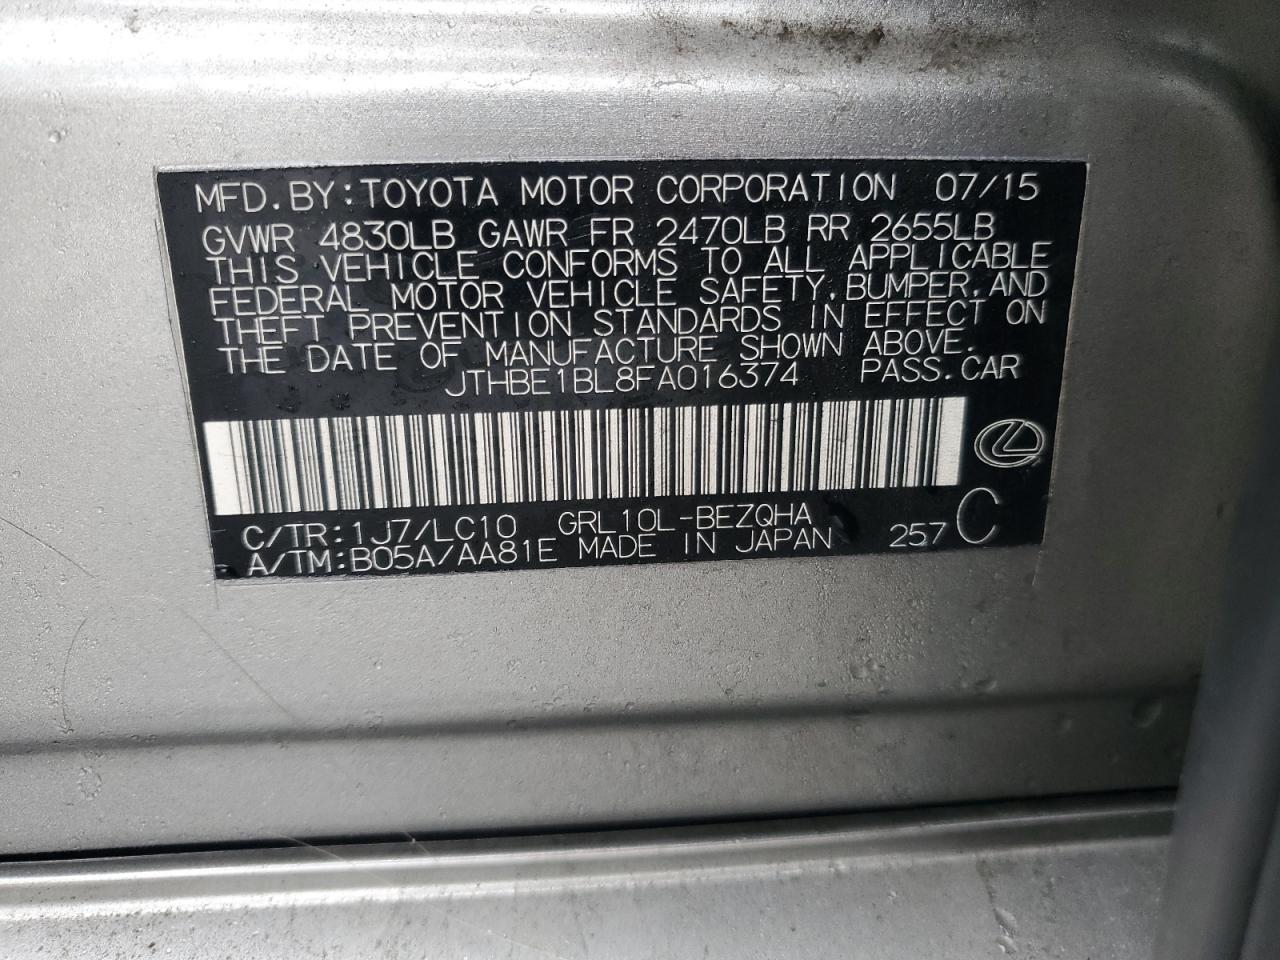 MFD. BY: TOYOTA MOTOR CORPORATION 07/15
GVWR 4830LB GAWR FR 2470LB RR 2655LB
THIS VEHICLE CONFORMS TO ALL APPLICABLE
FEDERAL MOTOR VEHICLE SAFETY, BUMPER, AND
THEFT PREVENTION STANDARDS IN EFFECT ON
THE DATE OF MANUFACTURE SHOWN ABOVE.
JTHBE1BL8FA016374 PASS. CAR
C/TR: 1J7/LC10 GRL10L-BEZQHA
A/TM: B05A/AA81E MADE IN JAPAN 257 C